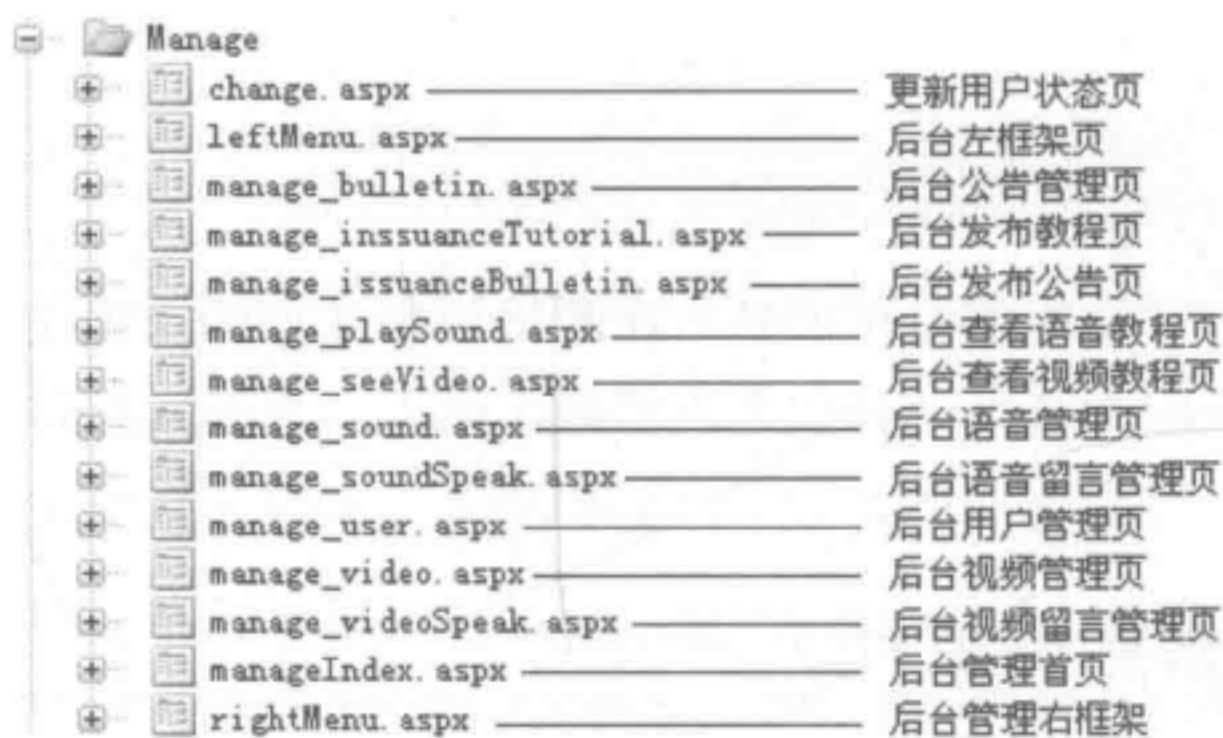 Manage
change.aspx 更新用户状态页
leftMenu.aspx 后台左框架页
manage_bulletin.aspx 后台公告管理页
manage_inssuanceTutorial.aspx 后台发布教程页
manage_issuanceBulletin.aspx 后台发布公告页
manage_playSound.aspx 后台查看语音教程页
manage_seeVideo.aspx 后台查看视频教程页
manage_sound.aspx 后台语音管理页
manage_soundSpeak.aspx 后台语音留言管理页
manage_user.aspx 后台用户管理页
manage_video.aspx 后台视频管理页
manage_videoSpeak.aspx 后台视频留言管理页
manageIndex.aspx 后台管理首页
rightMenu.aspx 后台管理右框架